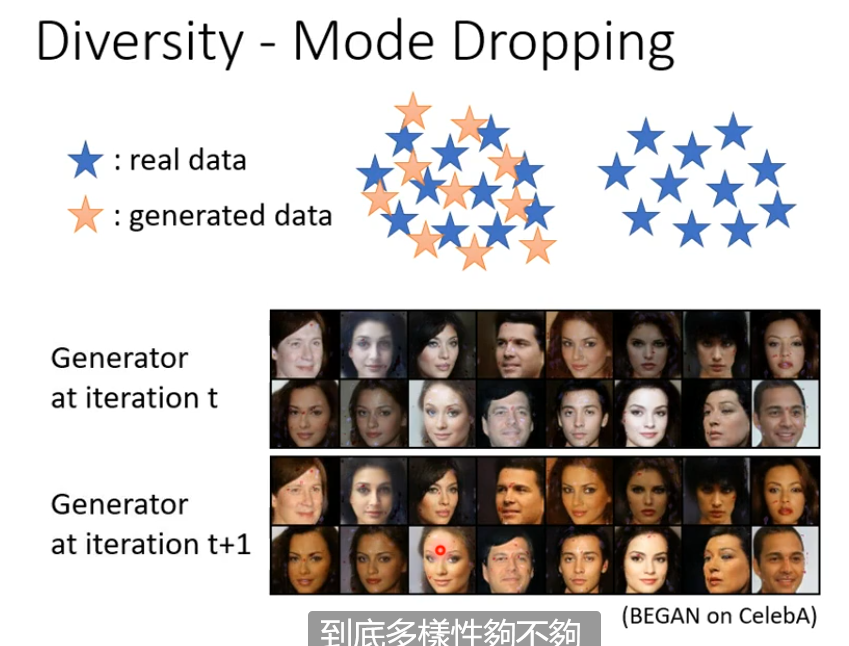 Diversity - Mode Dropping
: real data
: generated data
Generator
at iteration t
Generator
at iteration t+1
(BEGAN on CelebA)
到底多樣性夠不夠